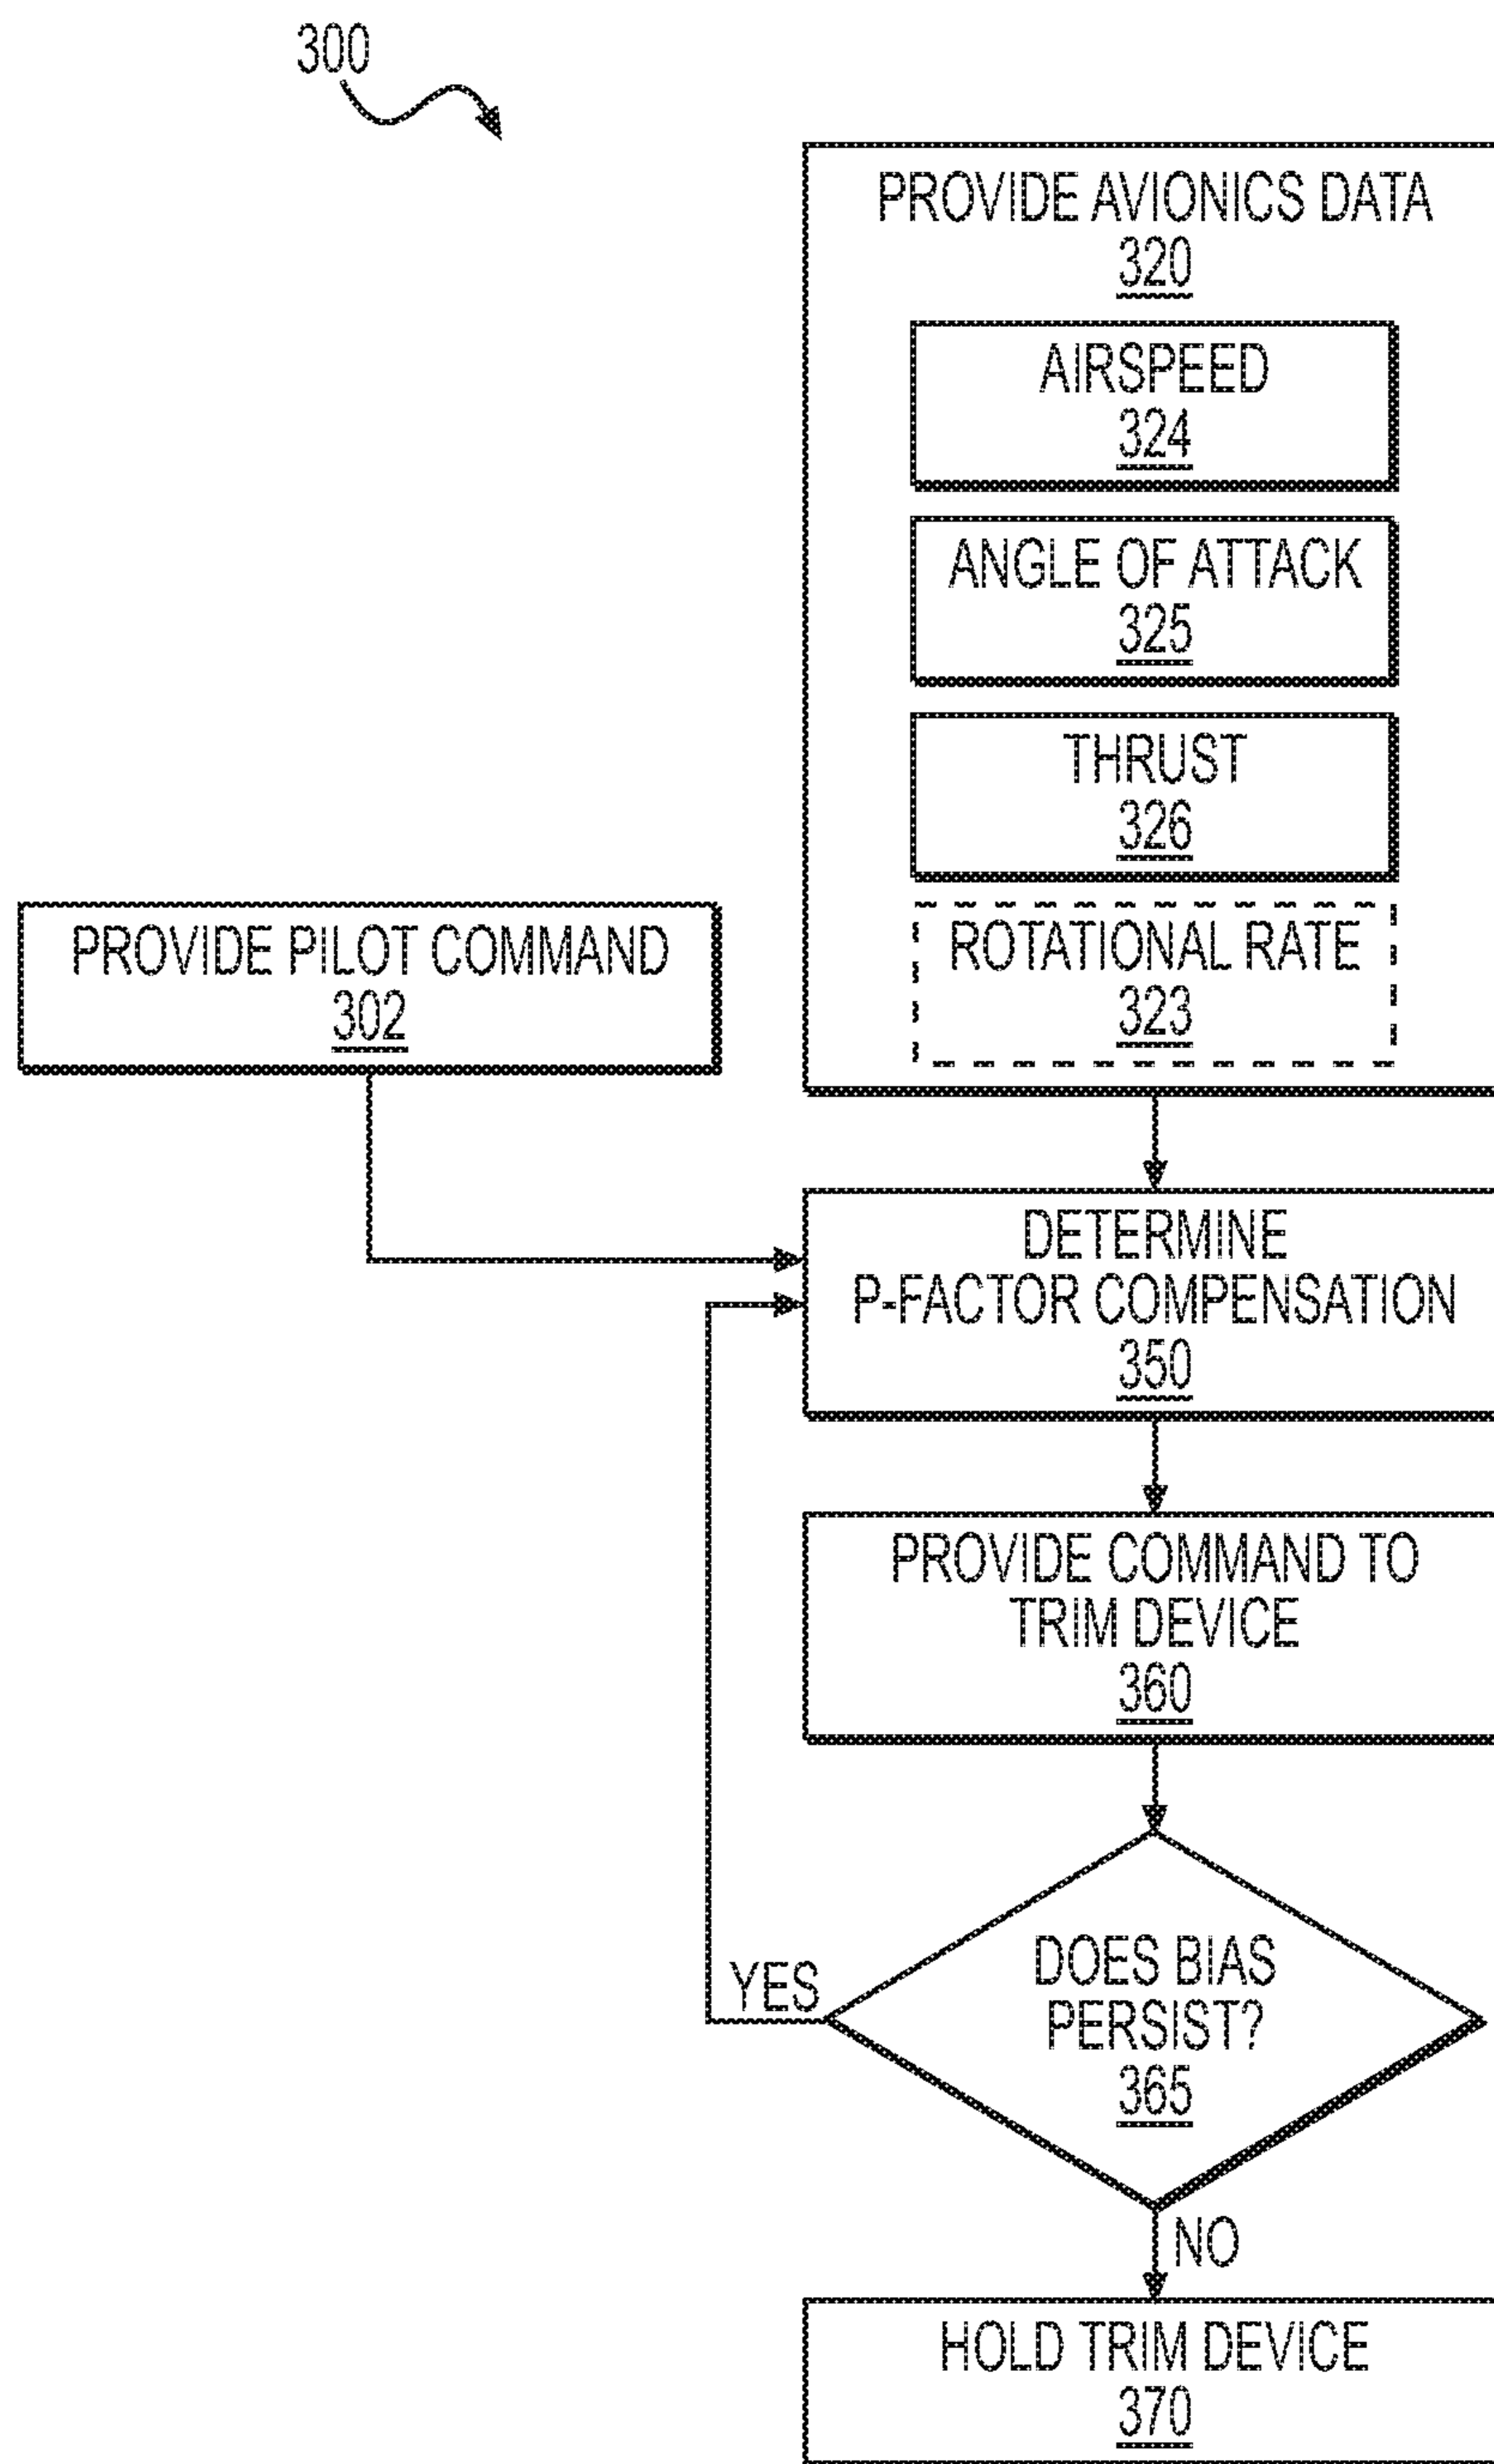 300
PROVIDE AVIONICS DATA
320
AIRSPEED
324
ANGLE OF ATTACK
325
THRUST
326
ROTATIONAL RATE
323
PROVIDE PILOT COMMAND
302
DETERMINE
P-FACTOR COMPENSATION
350
PROVIDE COMMAND TO
TRIM DEVICE
360
DOES BIAS
PERSIST?
365
YES
NO
HOLD TRIM DEVICE
370